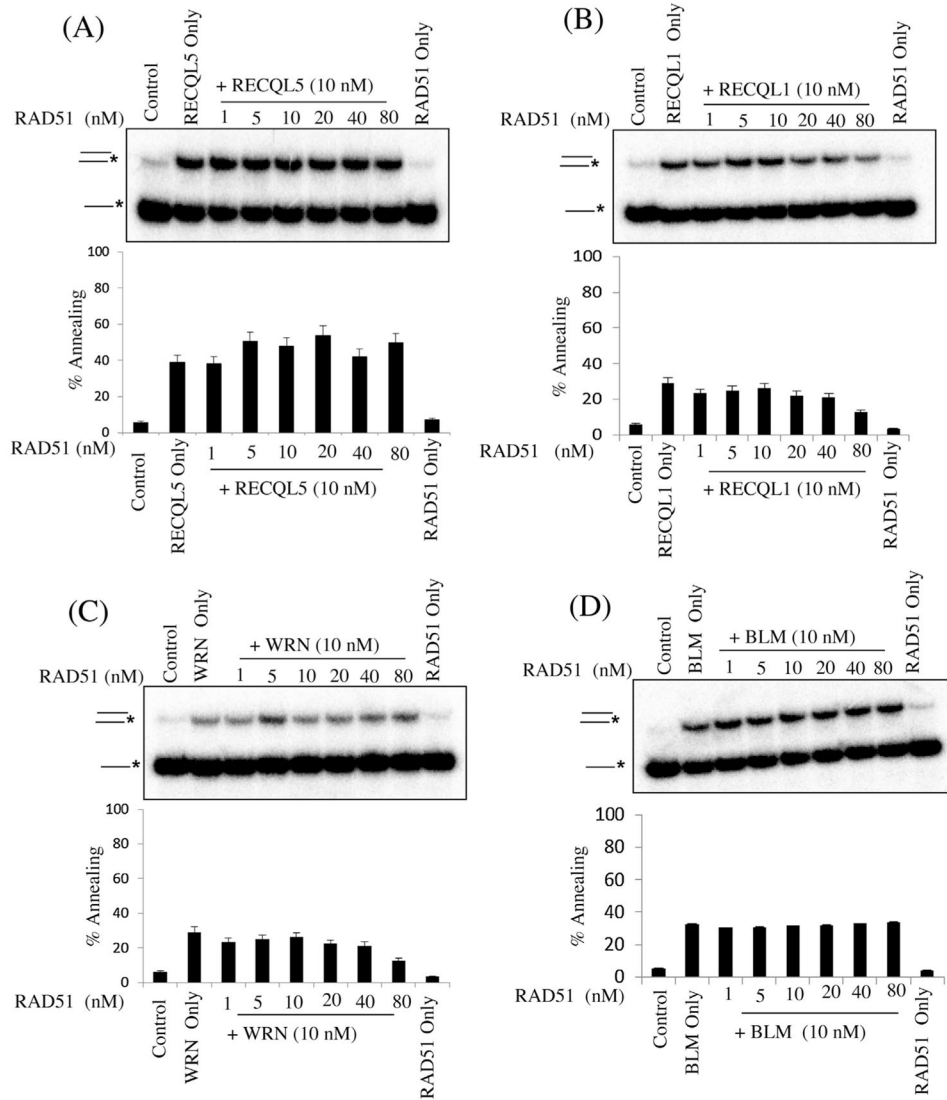 (A)
Control
RECQL5 Only
+ RECQL5 (10 nM)
RAD51 Only
RAD51 (nM) 1 5 10 20 40 80
*
*
% Annealing
100
80
60
40
20
0
RAD51 (nM) 1 5 10 20 40 80
Control
RECQL5 Only
+ RECQL5 (10 nM)
RAD51 Only
(B)
Control
RECQL1 Only
+ RECQL1 (10 nM)
RAD51 Only
RAD51 (nM) 1 5 10 20 40 80
*
*
% Annealing
100
80
60
40
20
0
RAD51 (nM) 1 5 10 20 40 80
Control
RECQL1 Only
+ RECQL1 (10 nM)
RAD51 Only
(C)
Control
WRN Only
+ WRN (10 nM)
RAD51 Only
RAD51 (nM) 1 5 10 20 40 80
*
*
% Annealing
100
80
60
40
20
0
RAD51 (nM) 1 5 10 20 40 80
Control
WRN Only
+ WRN (10 nM)
RAD51 Only
(D)
Control
BLM Only
+ BLM (10 nM)
RAD51 Only
RAD51 (nM) 1 5 10 20 40 80
*
*
% Annealing
100
80
60
40
20
0
RAD51 (nM) 1 5 10 20 40 80
Control
BLM Only
+ BLM (10 nM)
RAD51 Only